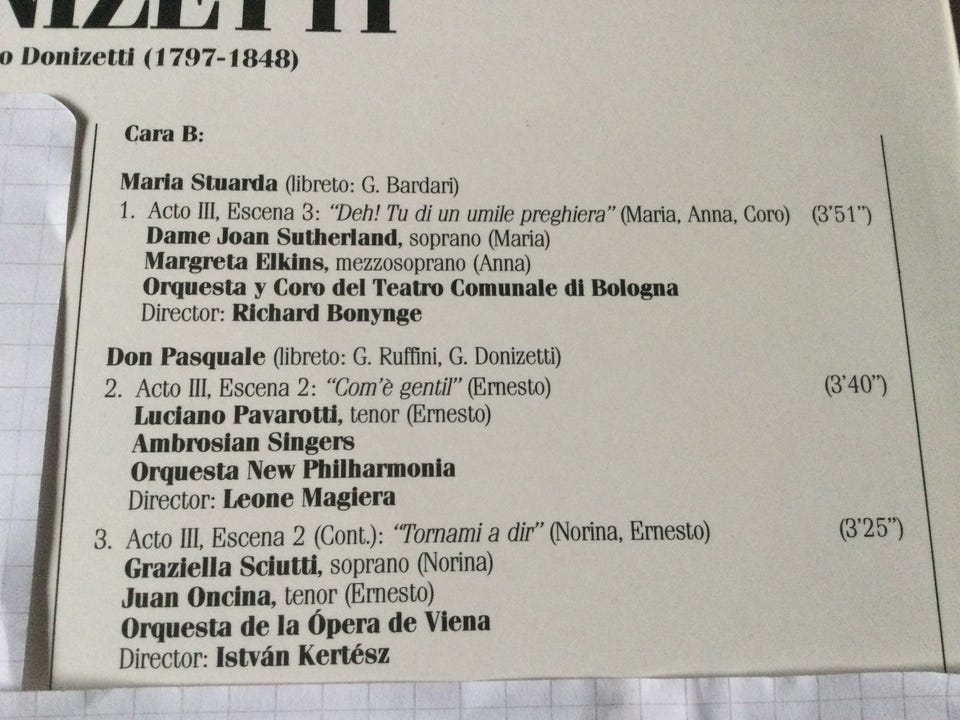 NIZETTI
o Donizetti (1797-1848)
Cara B:
Maria Stuarda (libreto: G. Bardari)
1. Acto III, Escena 3: “Deh! Tu di un umile preghiera” (Maria, Anna, Coro) (3’51”)
Dame Joan Sutherland, soprano (Maria)
Margreta Elkins, mezzosoprano (Anna)
Orquesta y Coro del Teatro Comunale di Bologna
Director: Richard Bonynge
Don Pasquale (libreto: G. Ruffini, G. Donizetti)
2. Acto III, Escena 2: “Com’è gentil” (Ernesto) (3’40”)
Luciano Pavarotti, tenor (Ernesto)
Ambrosian Singers
Orquesta New Philharmonia
Director: Leone Magiera
3. Acto III, Escena 2 (Cont.): “Tornami a dir” (Norina, Ernesto) (3’25”)
Graziella Sciutti, soprano (Norina)
Juan Oncina, tenor (Ernesto)
Orquesta de la Ópera de Viena
Director: István Kertész